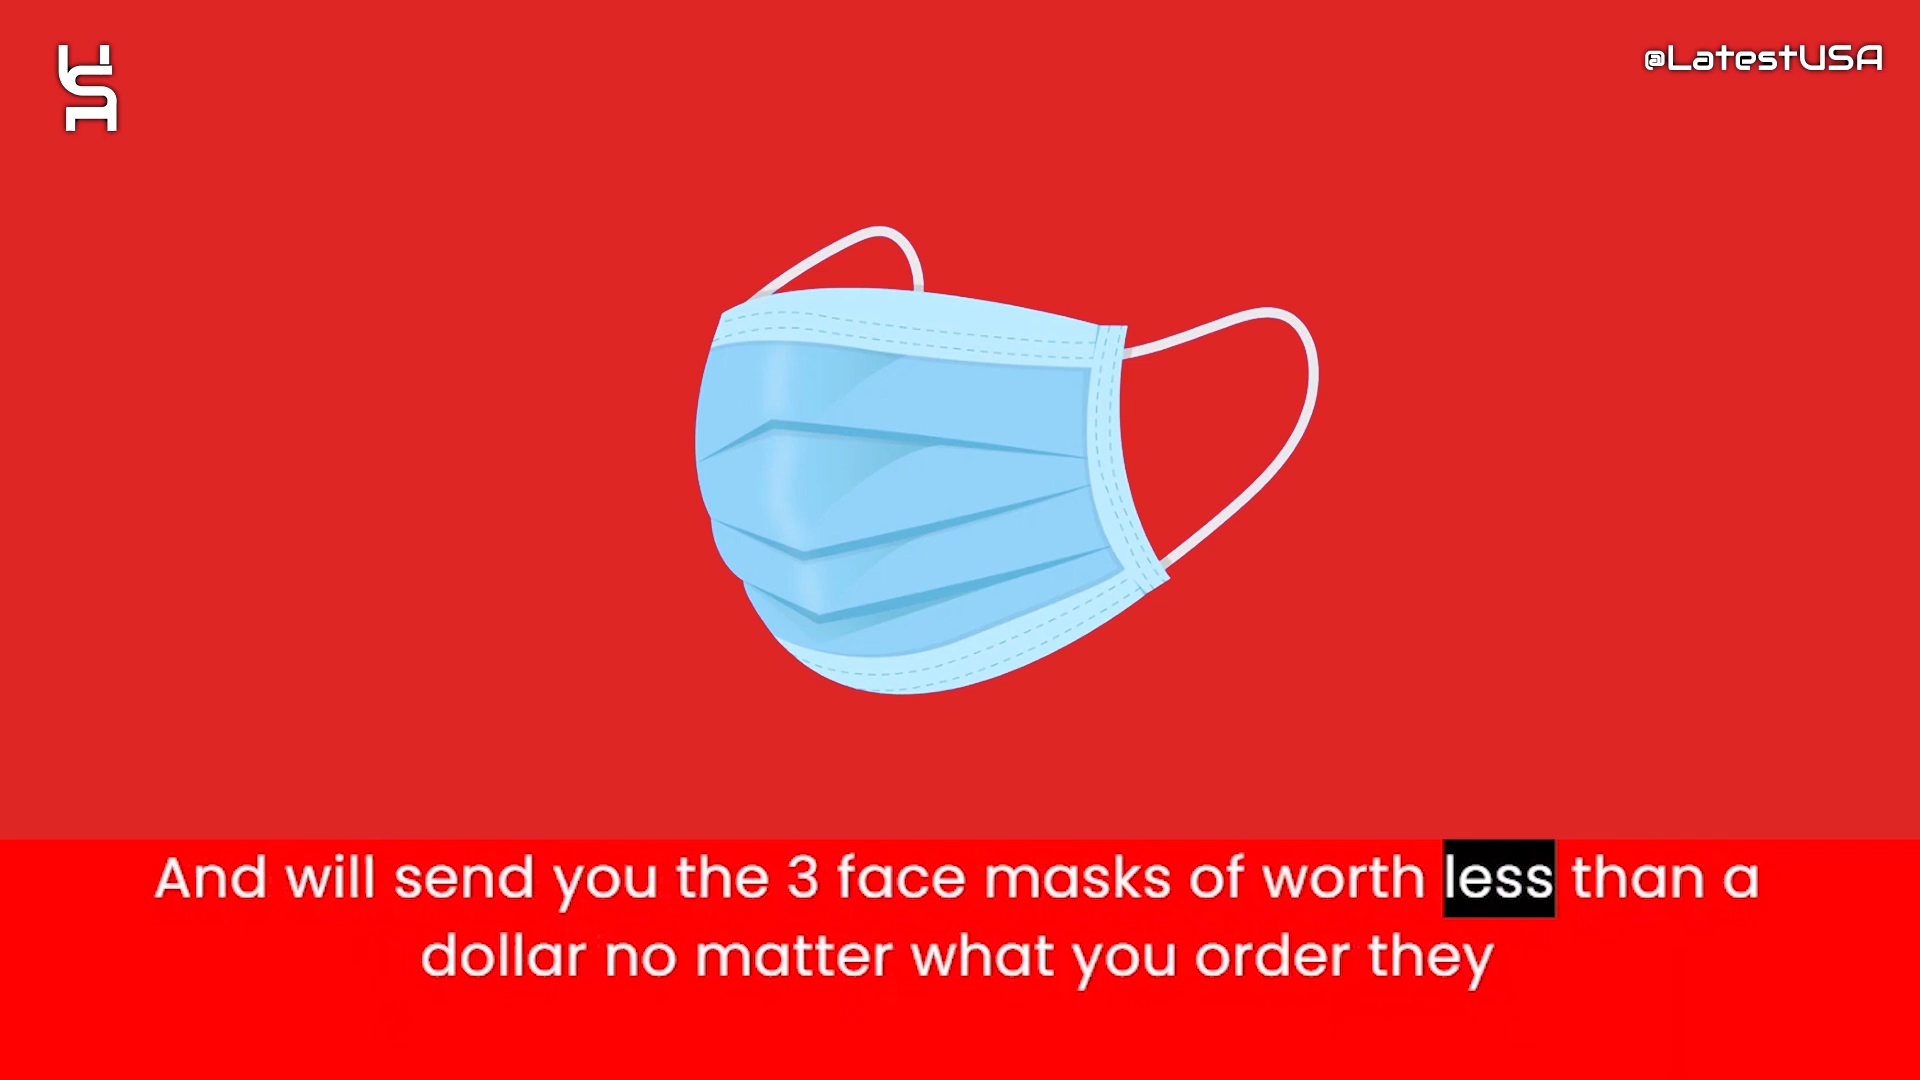 USA
@LatestUSA
And will send you the 3 face masks of worth less than a
dollar no matter what you order they